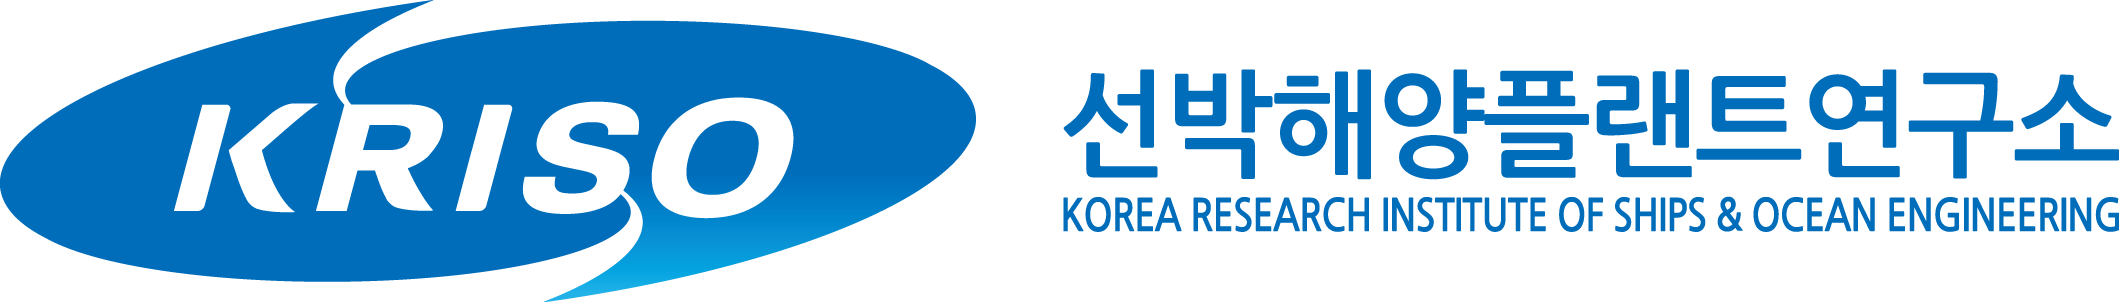 KRISO
선박해양플랜트연구소
KOREA RESEARCH INSTITUTE OF SHIPS & OCEAN ENGINEERING